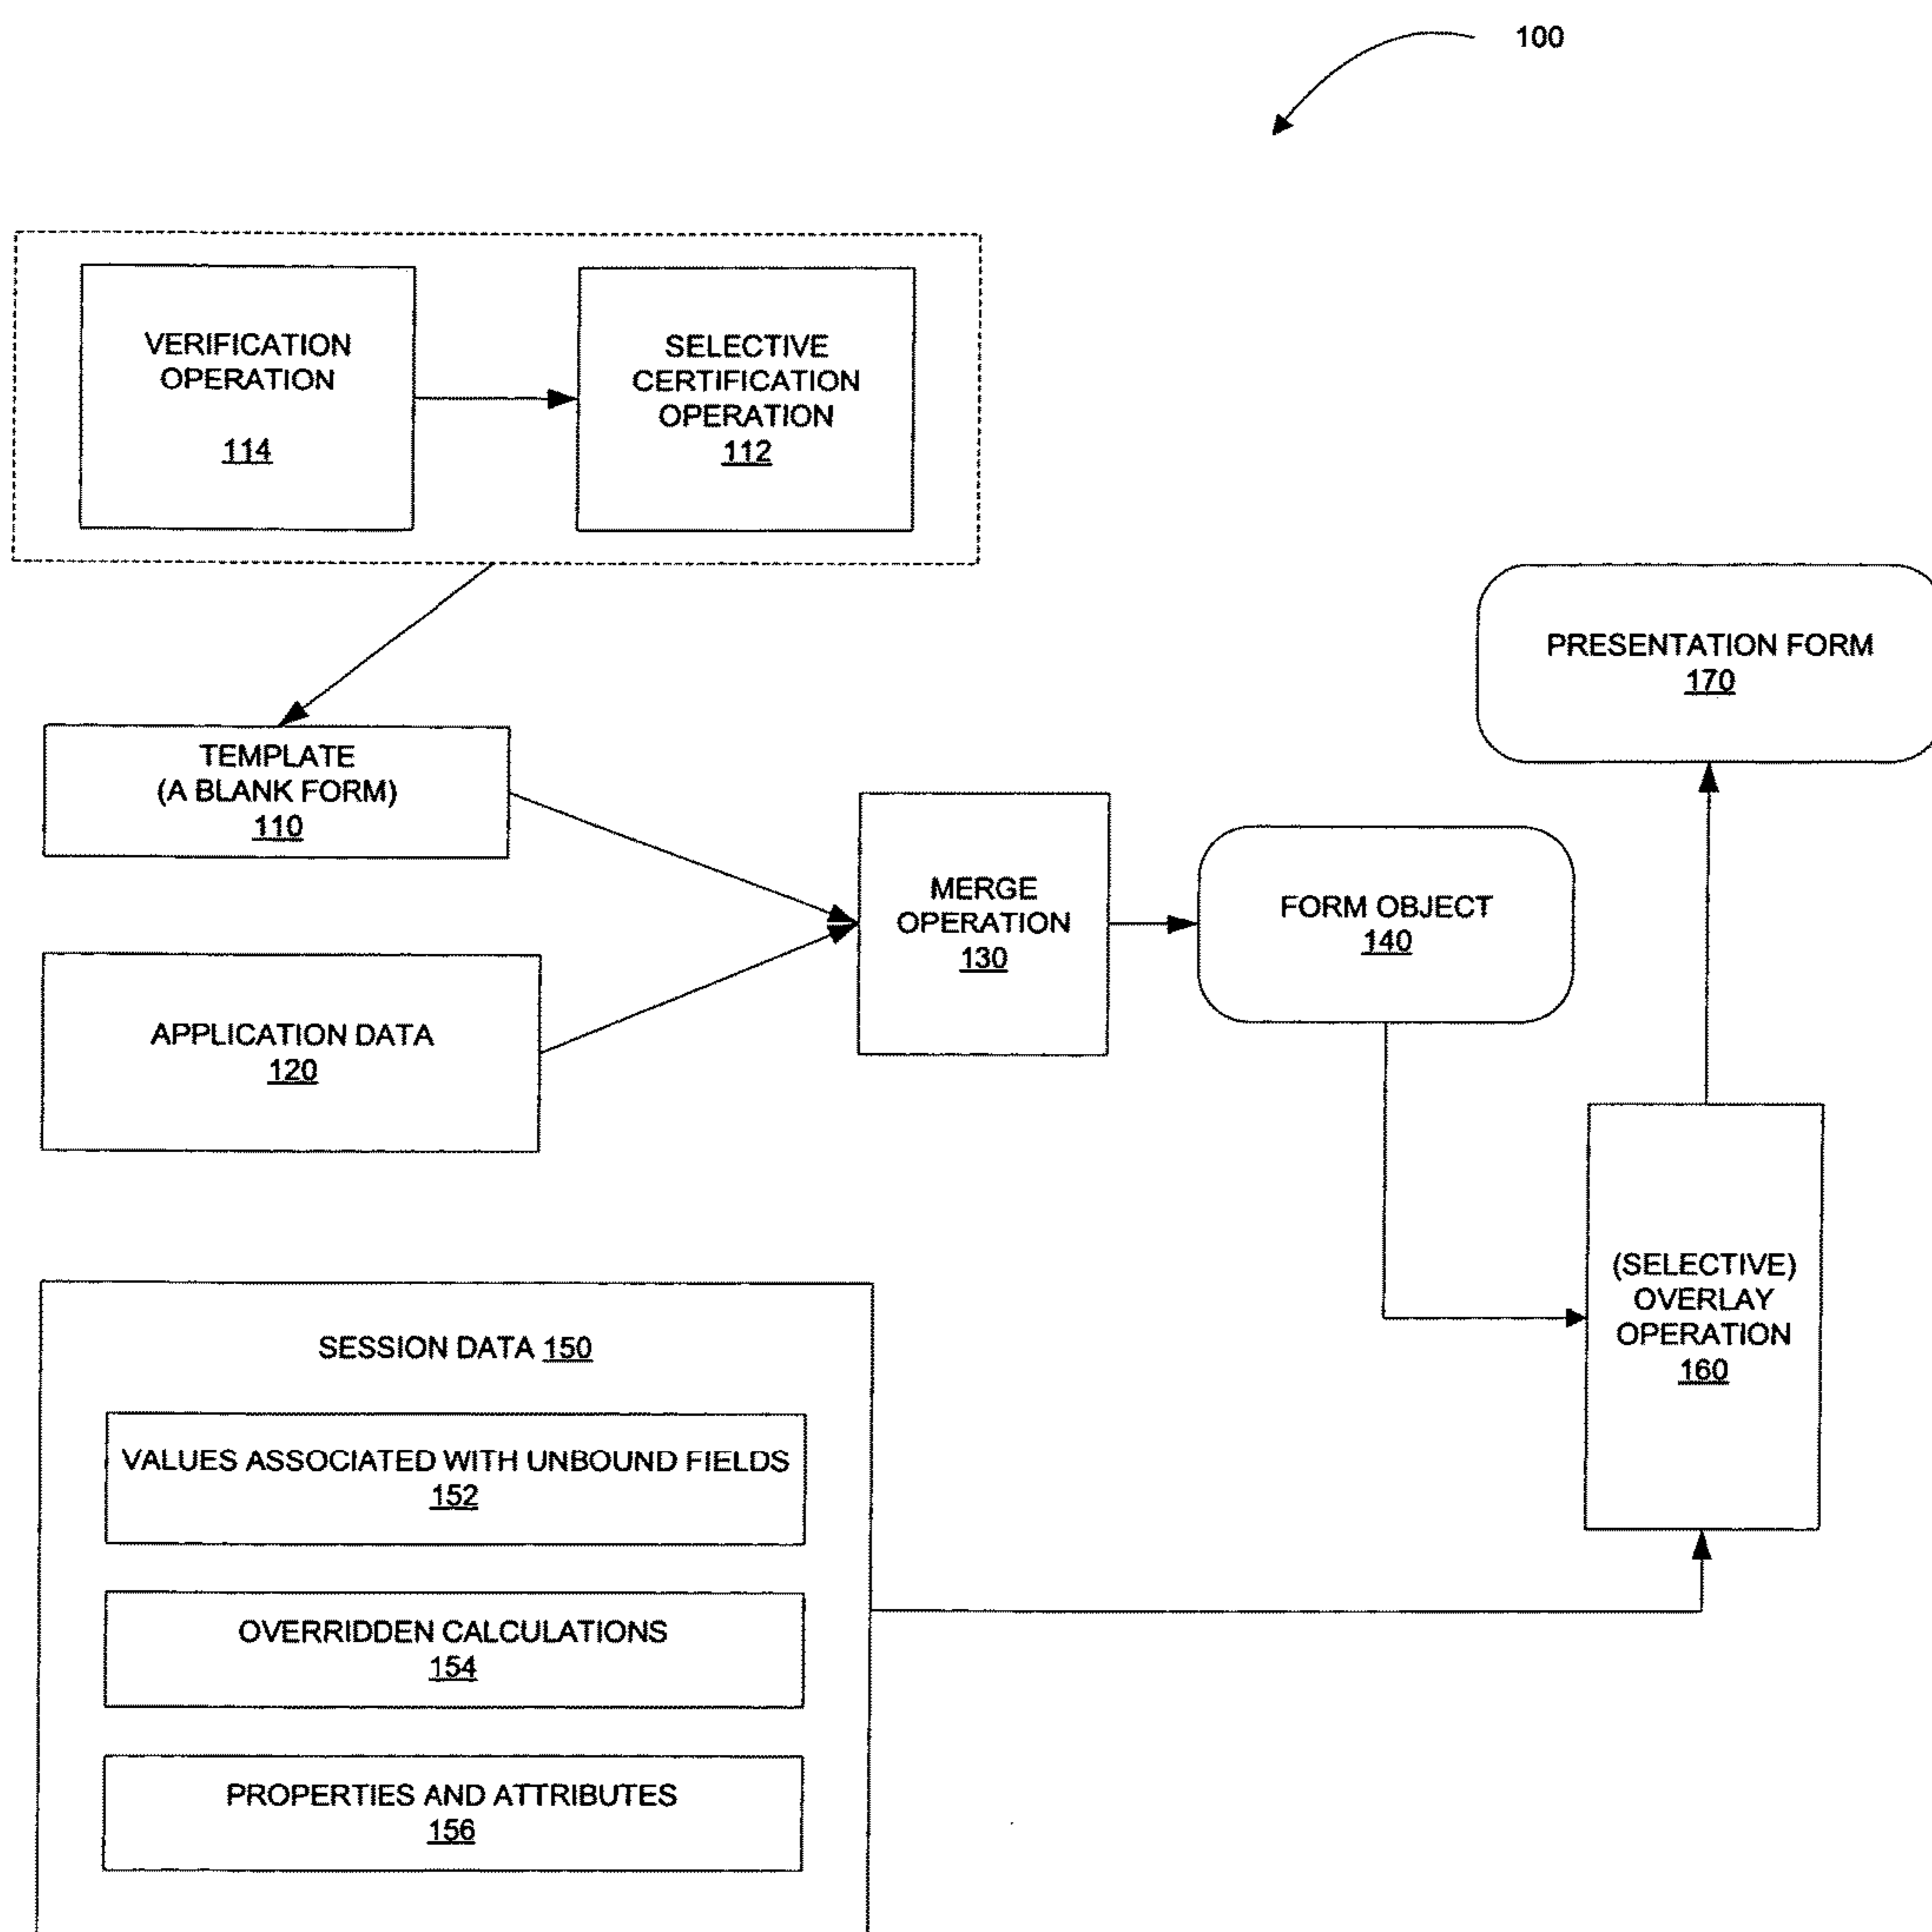 100
VERIFICATION
OPERATION
114
SELECTIVE
CERTIFICATION
OPERATION
112
PRESENTATION FORM
170
TEMPLATE
(A BLANK FORM)
110
MERGE
OPERATION
130
FORM OBJECT
140
APPLICATION DATA
120
(SELECTIVE)
OVERLAY
OPERATION
160
SESSION DATA 150
VALUES ASSOCIATED WITH UNBOUND FIELDS
152
OVERRIDDEN CALCULATIONS
154
PROPERTIES AND ATTRIBUTES
156